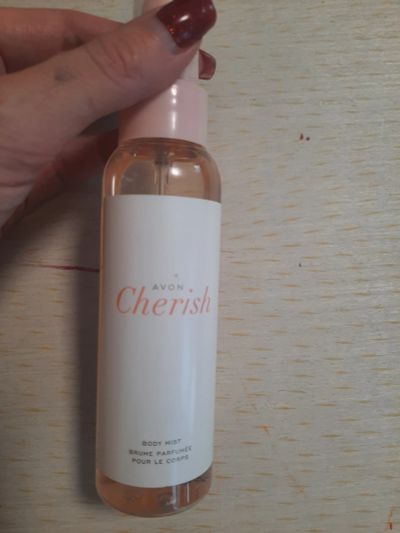 AVON
Cherish
BODY MIST
BRUME PARFUMÉE
POUR LE CORPS